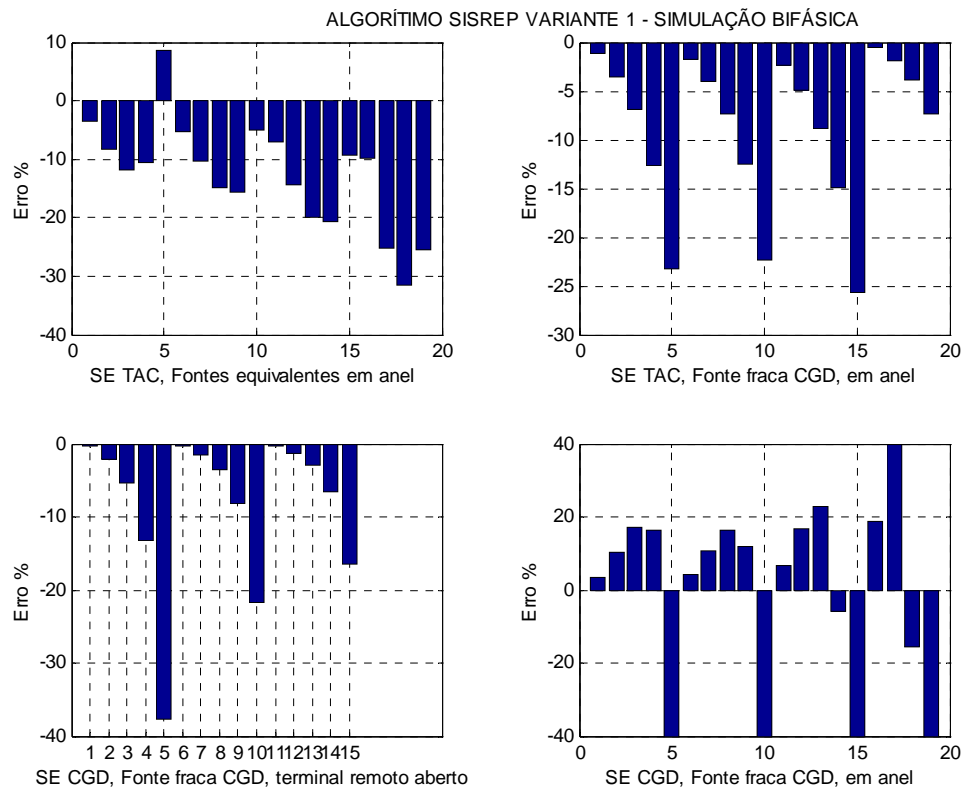 ALGORÍTIMO SISREP VARIANTE 1 - SIMULAÇÃO BIFÁSICA
10
0
-10
-20
-30
-40
Erro %
0 5 10 15 20
SE TAC, Fontes equivalentes em anel
0
-5
-10
-15
-20
-25
-30
Erro %
0 5 10 15 20
SE TAC, Fonte fraca CGD, em anel
0
-10
-20
-30
-40
Erro %
1 2 3 4 5 6 7 8 9 10 11 12 13 14 15
SE CGD, Fonte fraca CGD, terminal remoto aberto
40
20
0
-20
-40
Erro %
0 5 10 15 20
SE CGD, Fonte fraca CGD, em anel